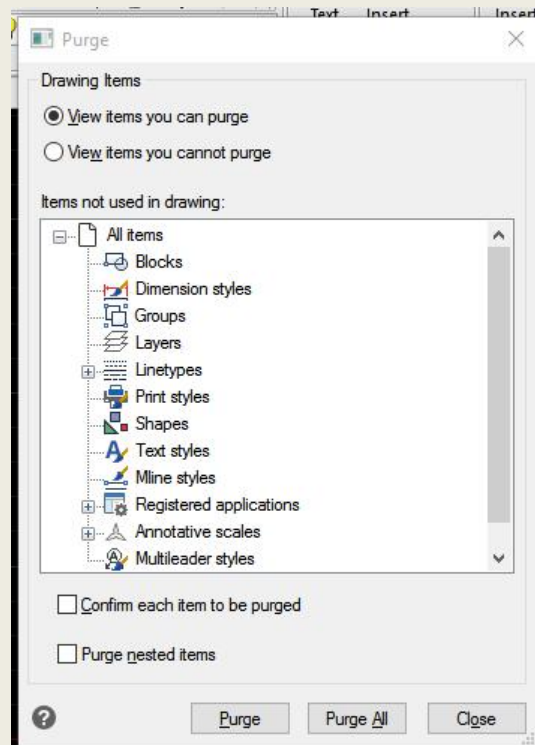 Text Insert Insert
Purge
Drawing Items
View items you can purge
View items you cannot purge
Items not used in drawing:
All items
Blocks
Dimension styles
Groups
Layers
Linetypes
Print styles
Shapes
Text styles
Mline styles
Registered applications
Annotative scales
Multileader styles
Confirm each item to be purged
Purge nested items
Purge Purge All Close